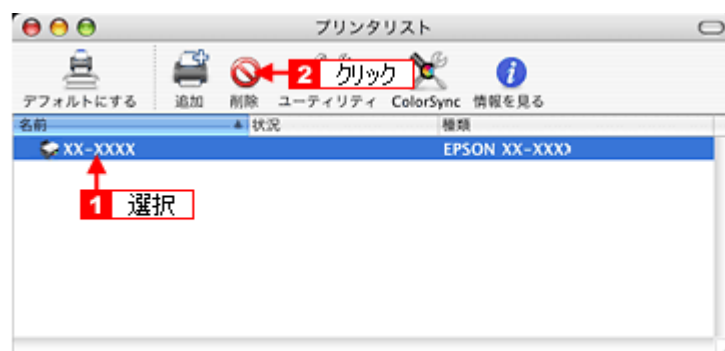 プリンタリスト
2 クリック
デフォルトにする 追加 削除 ユーティリティ ColorSync 情報を見る
名前 状況 種類
XX-XXXX EPSON XX-XXX
1 選択